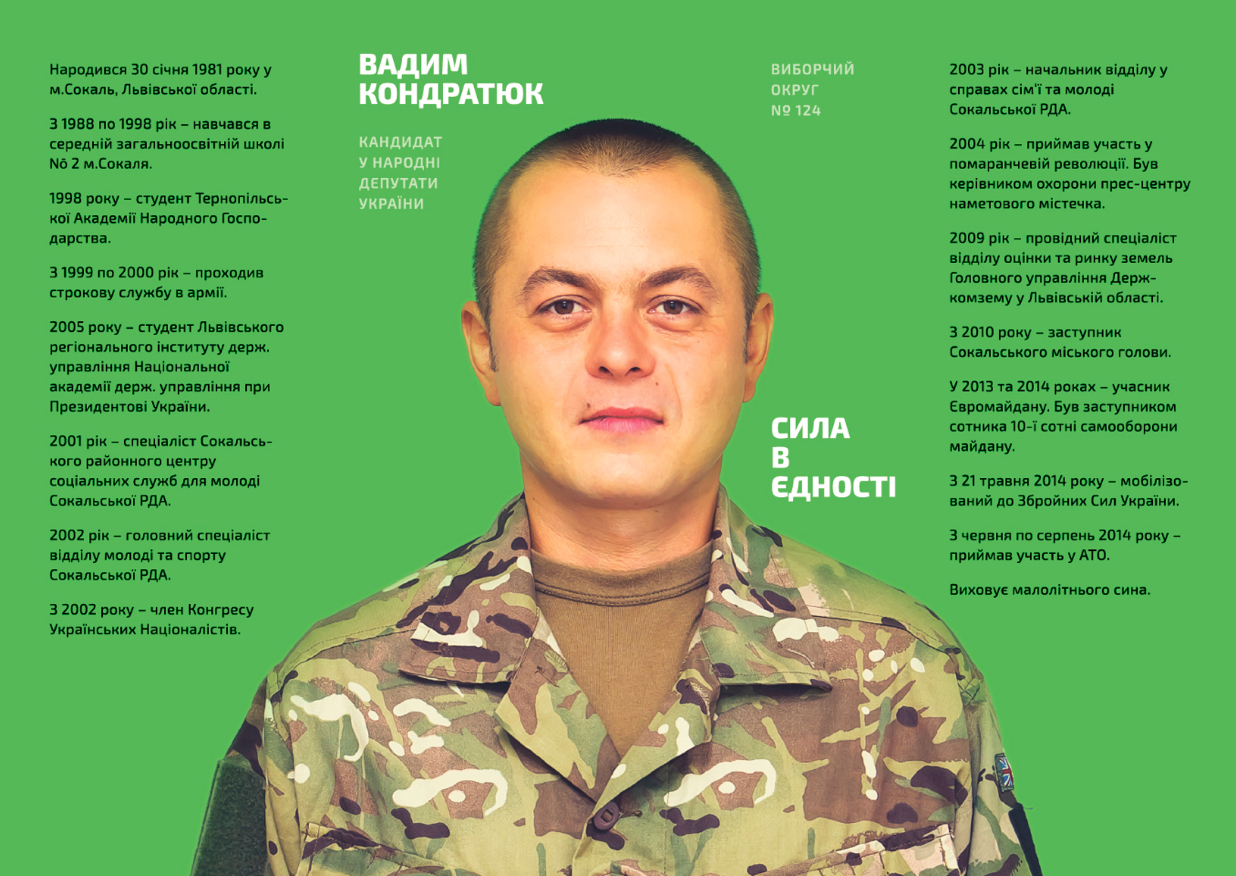 Народився 30 січня 1981 року у
м.Сокаль, Львівської області.
З 1988 по 1998 рік – навчався в
середній загальноосвітній школі
№ 2 м.Сокаля.
1998 року – студент Тернопільсь-
кої Академії Народного Госпо-
дарства.
З 1999 по 2000 рік – проходив
строкову службу в армії.
2005 року – студент Львівського
регіонального інституту держ.
управління Національної
академії держ. управління при
Президентові України.
2001 рік – спеціаліст Сокальсь-
кого районного центру
соціальних служб для молоді
Сокальської РДА.
2002 рік – головний спеціаліст
відділу молоді та спорту
Сокальської РДА.
З 2002 року – член Конгресу
Українських Націоналістів.
ВАДИМ
КОНДРАТЮК
КАНДИДАТ
У НАРОДНІ
ДЕПУТАТИ
УКРАЇНИ
ВИБОРЧИЙ
ОКРУГ
№ 124
СИЛА
В
ЄДНОСТІ
2003 рік – начальник відділу у
справах сім'ї та молоді
Сокальської РДА.
2004 рік – приймав участь у
помаранчевій революції. Був
керівником охорони прес-центру
наметового містечка.
2009 рік – провідний спеціаліст
відділу оцінки та ринку земель
Головного управління Держ-
комзему у Львівській області.
З 2010 року – заступник
Сокальського міського голови.
У 2013 та 2014 роках – учасник
Євромайдану. Був заступником
сотника 10-ї сотні самооборони
майдану.
З 21 травня 2014 року – мобілізо-
ваний до Збройних Сил України.
З червня по серпень 2014 року –
приймав участь у АТО.
Виховує малолітнього сина.